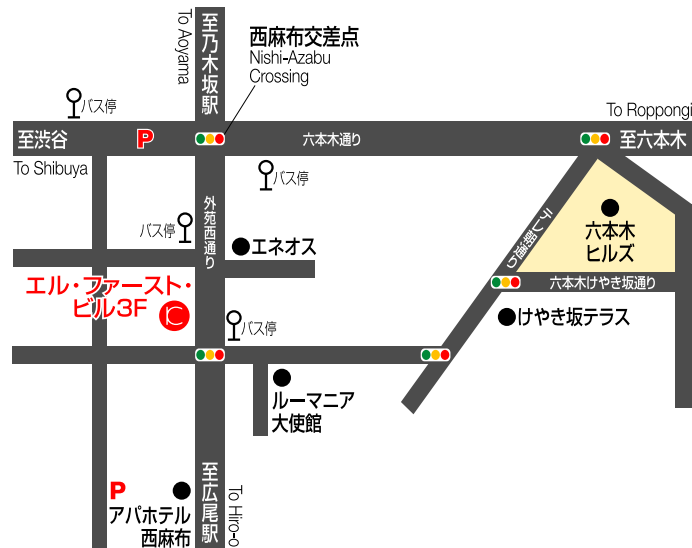 To Aoyama
至乃木坂駅
西麻布交差点
Nishi-Azabu
Crossing
バス停
To Roppongi
至渋谷
P
六本木通り
至六本木
To Shibuya
バス停
外苑西通り
バス停
エネオス
テレ朝通り
六本木
ヒルズ
エル・ファースト・
ビル3F
六本木けやき坂通り
バス停
けやき坂テラス
ルーマニア
大使館
至広尾駅
To Hiro-o
P
アパホテル
西麻布